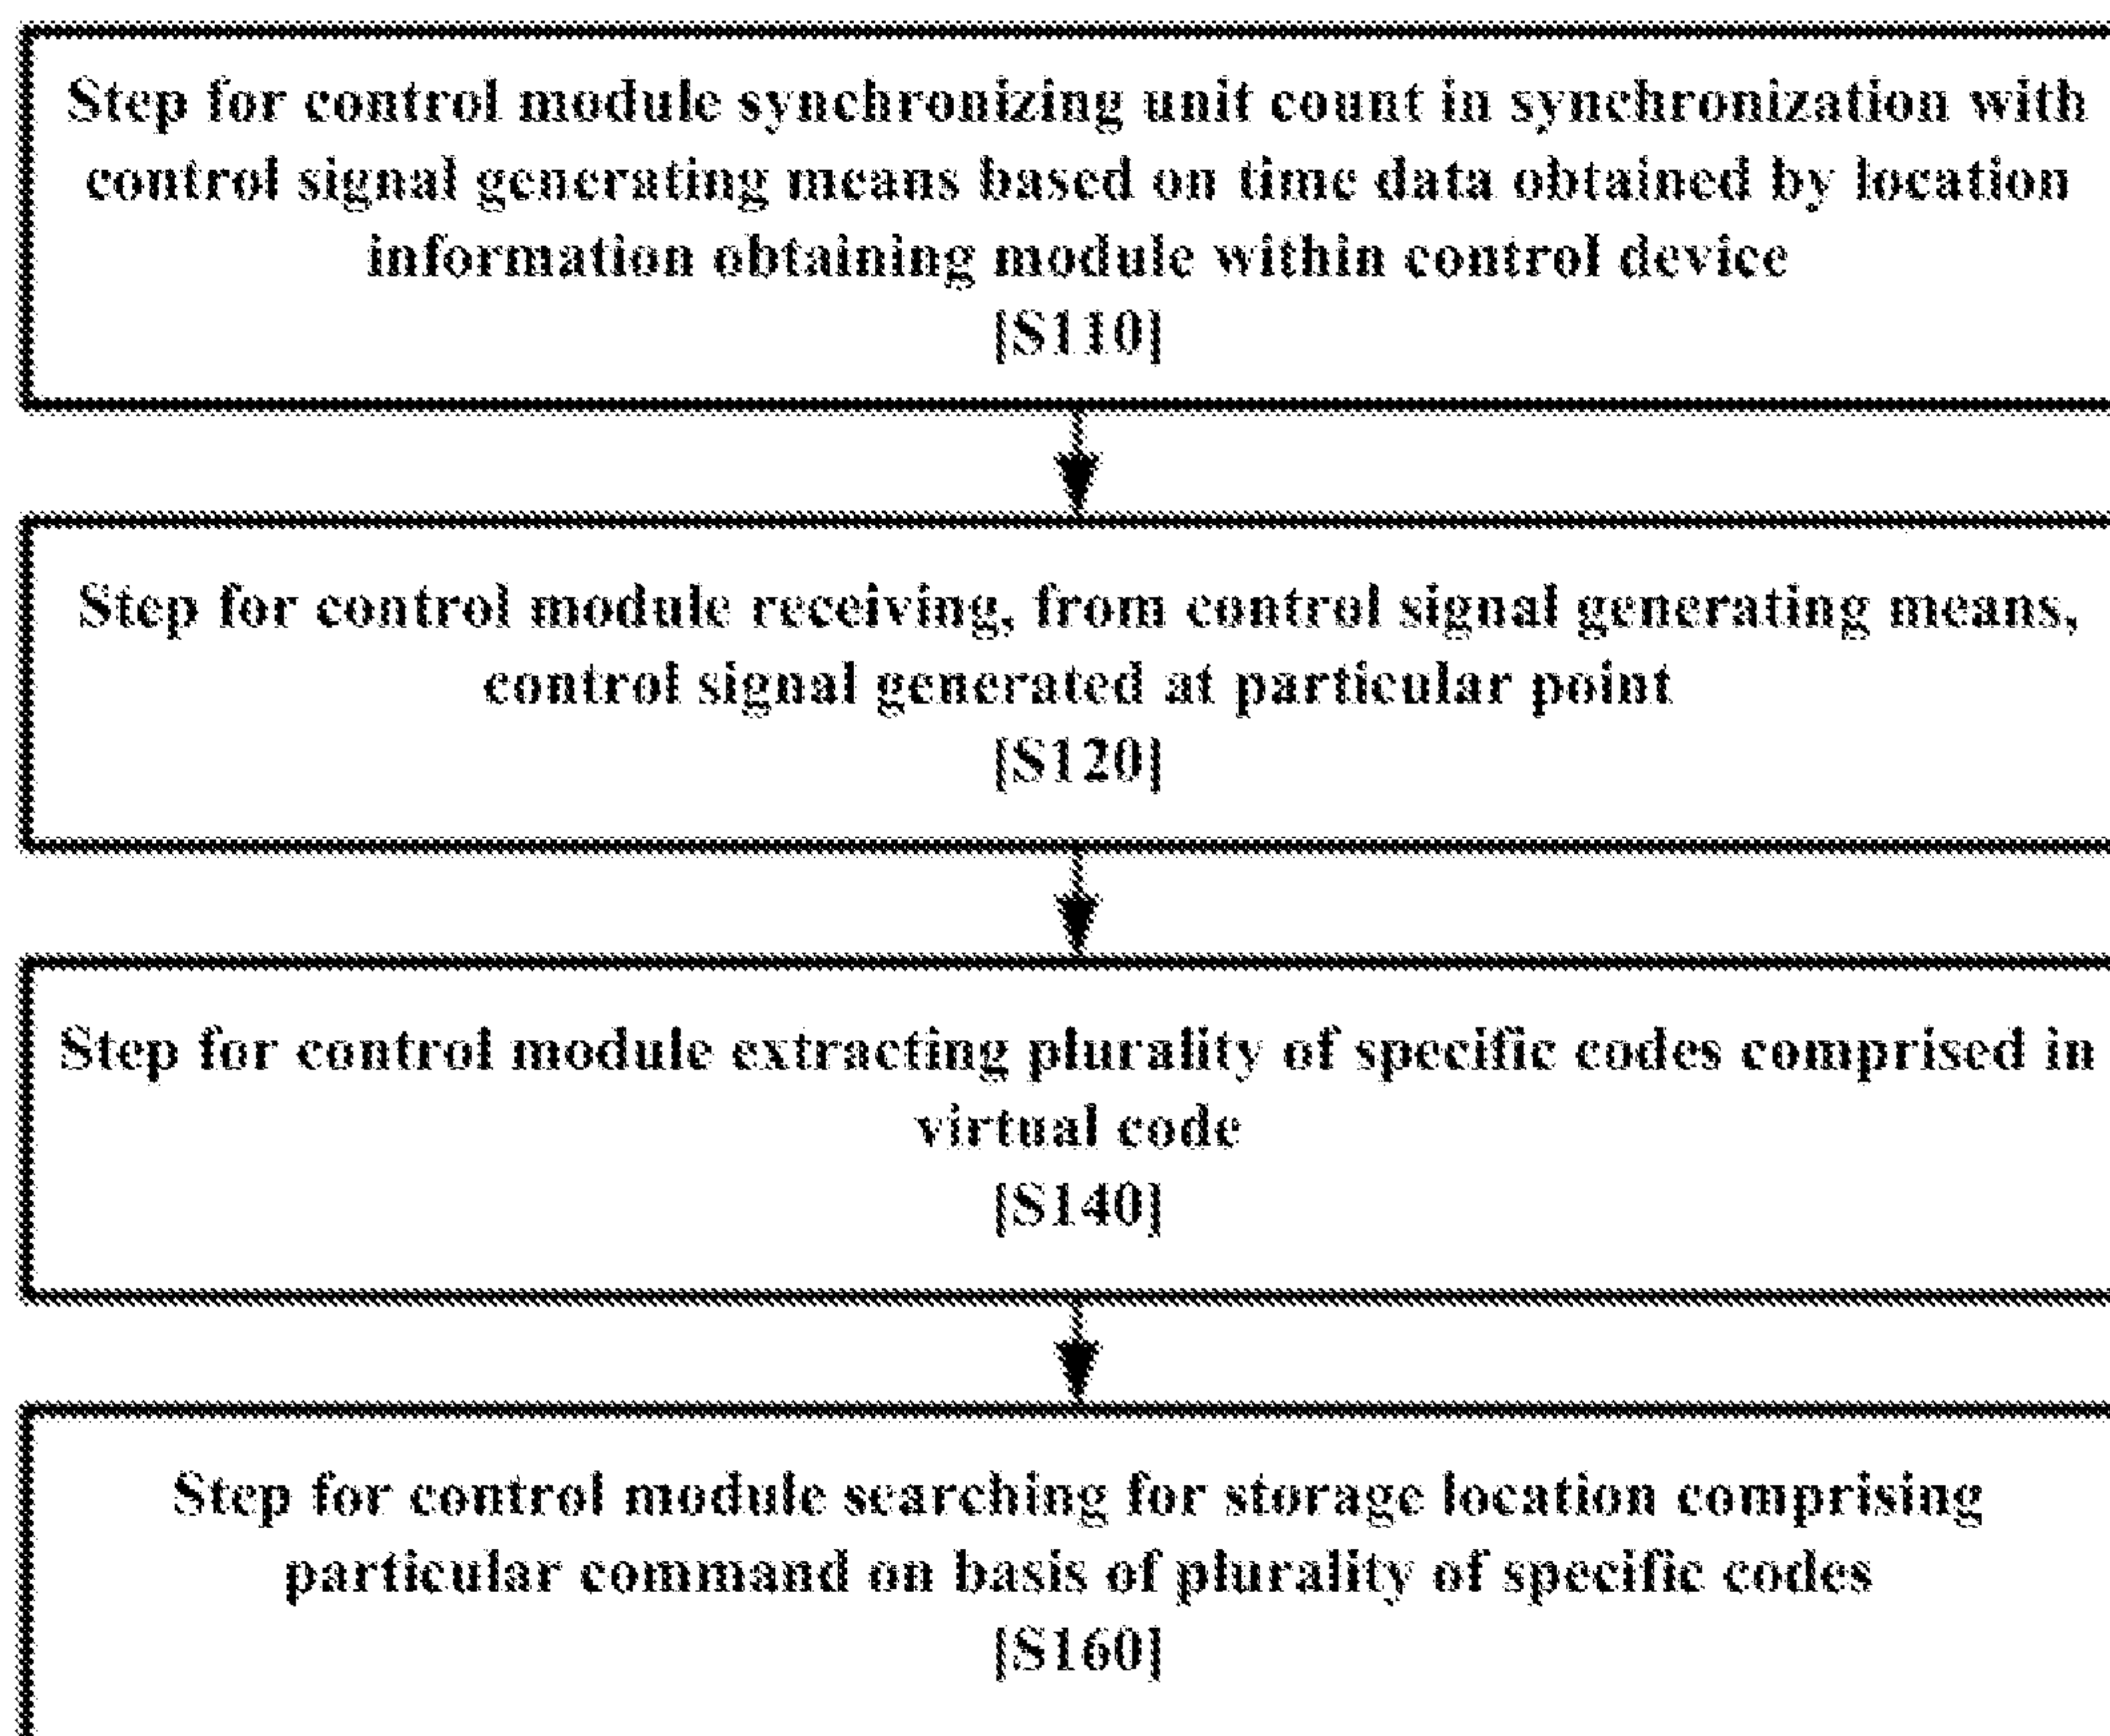 Step for control module synchronizing unit count in synchronization with
control signal generating means based on time data obtained by location
information obtaining module within control device
[S110]
Step for control module receiving, from control signal generating means,
control signal generated at particular point
[S120]
Step for control module extracting plurality of specific codes comprised in
virtual code
[S140]
Step for control module searching for storage location comprising
particular command on basis of plurality of specific codes
[S160]